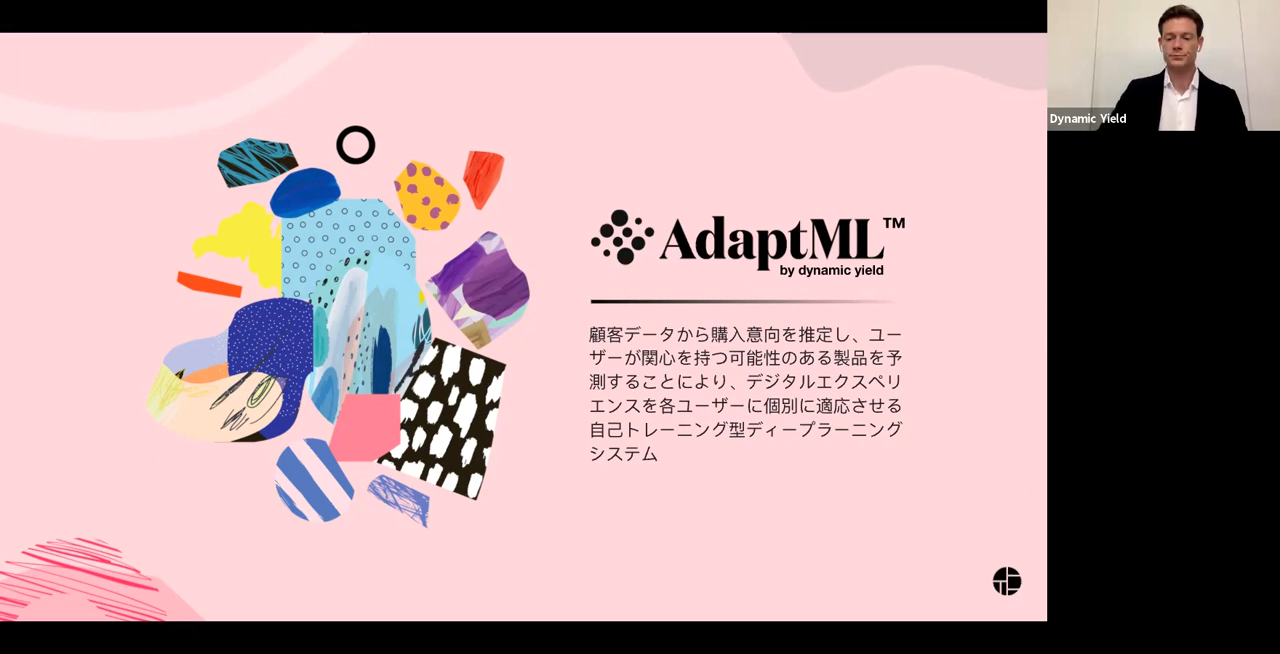 AdaptML™
by dynamic yield
顧客データから購入意向を推定し、ユー
ザーが関心を持つ可能性のある製品を予
測することにより、デジタルエクスペリ
エンスを各ユーザーに個別に適応させる
自己トレーニング型ディープラーニング
システム
Dynamic Yield